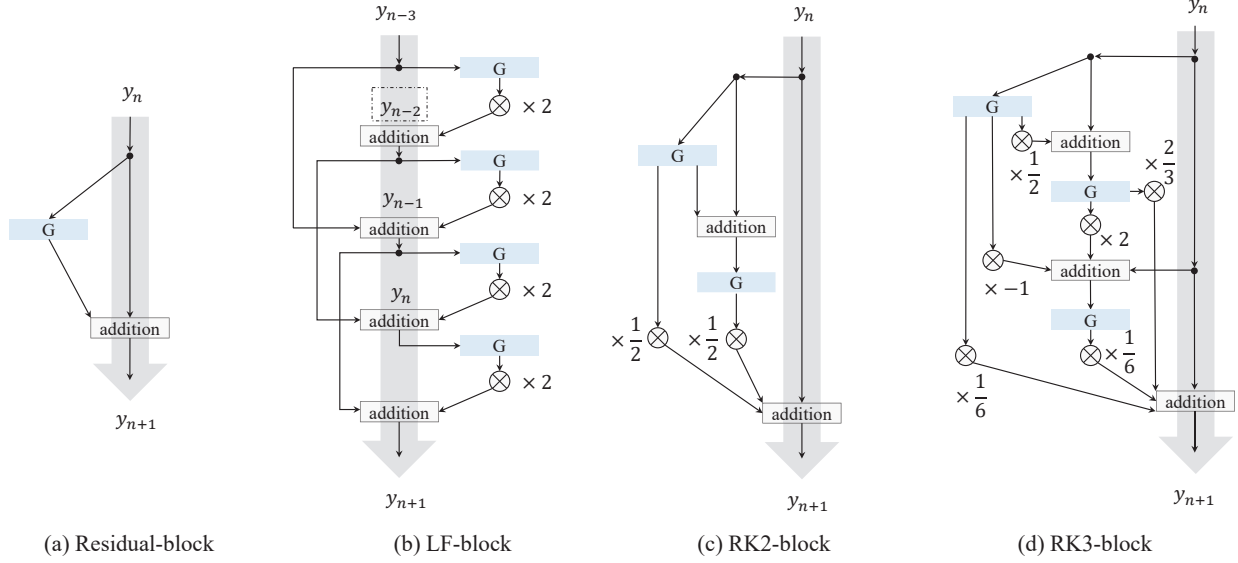 y_n
G
addition
y_{n+1}
(a) Residual-block
y_{n-3}
G
× 2
y_{n-2}
addition
G
× 2
y_{n-1}
addition
G
× 2
y_n
addition
G
× 2
addition
y_{n+1}
(b) LF-block
y_n
G
addition
G
× 1/2
× 1/2
addition
y_{n+1}
(c) RK2-block
y_n
G
addition
× 1/2
× 2/3
G
× 2
addition
× −1
G
× 1/6
× 1/6
addition
y_{n+1}
(d) RK3-block